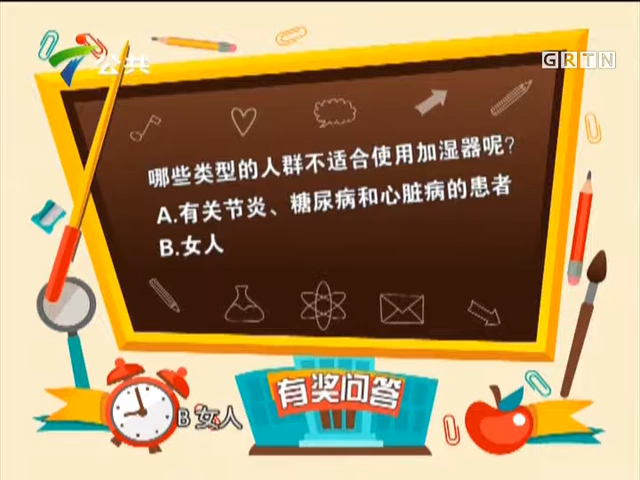 公共
GRTN
哪些类型的人群不适合使用加湿器呢?
A.有关节炎、糖尿病和心脏病的患者
B.女人
有奖问答
B 女人